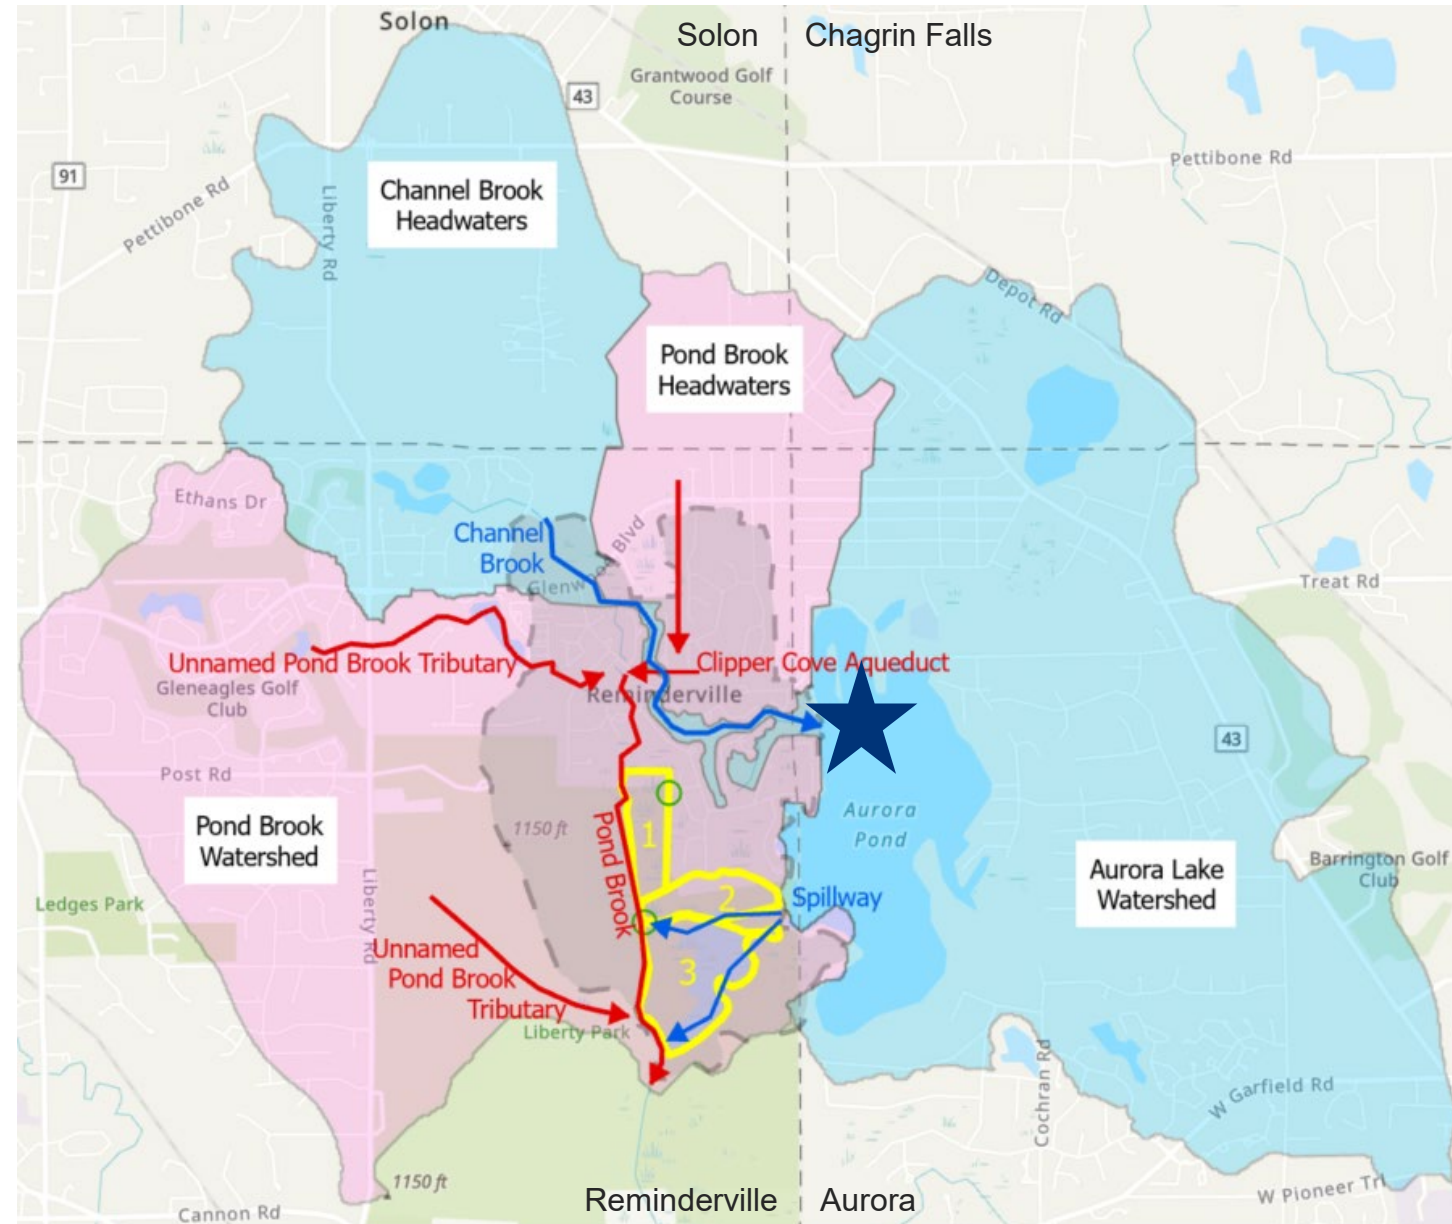 Solon
Solon
Chagrin Falls
Grantwood Golf
Course
43
Pettibone Rd
91
Pettibone Rd
Liberty Rd
Channel Brook
Headwaters
Depot Rd
Pond Brook
Headwaters
Ethans Dr
Channel
Brook
Blvd
Treat Rd
Unnamed Pond Brook Tributary
Clipper Cove Aqueduct
Gleneagles Golf
Club
Reminderville
43
Post Rd
Pond Brook
Watershed
1150 ft
1
Pond Brook
Aurora
Pond
Aurora Lake
Watershed
Barrington Golf
Club
Ledges Park
Liberty Rd
2
Spillway
3
Unnamed
Pond Brook
Tributary
Liberty Park
Cochran Rd
W Garfield Rd
1150 ft
Cannon Rd
Reminderville
Aurora
W Pioneer Trl